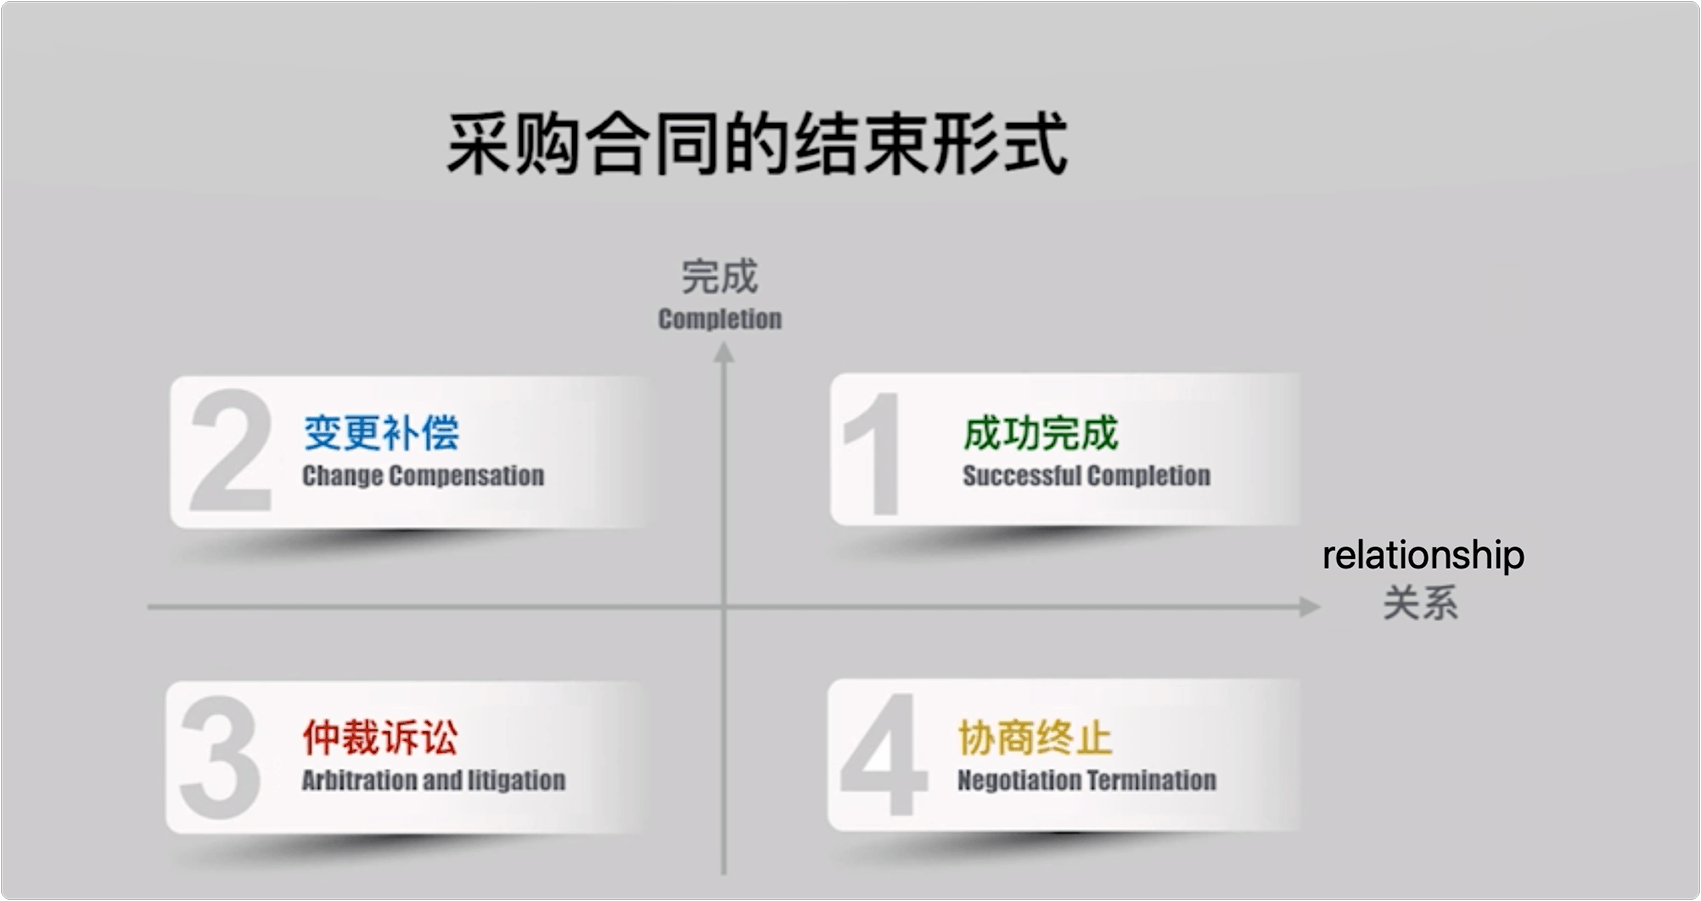 采购合同的结束形式
完成
Completion
2
变更补偿
Change Compensation
1
成功完成
Successful Completion
relationship
关系
3
仲裁诉讼
Arbitration and litigation
4
协商终止
Negotiation Termination